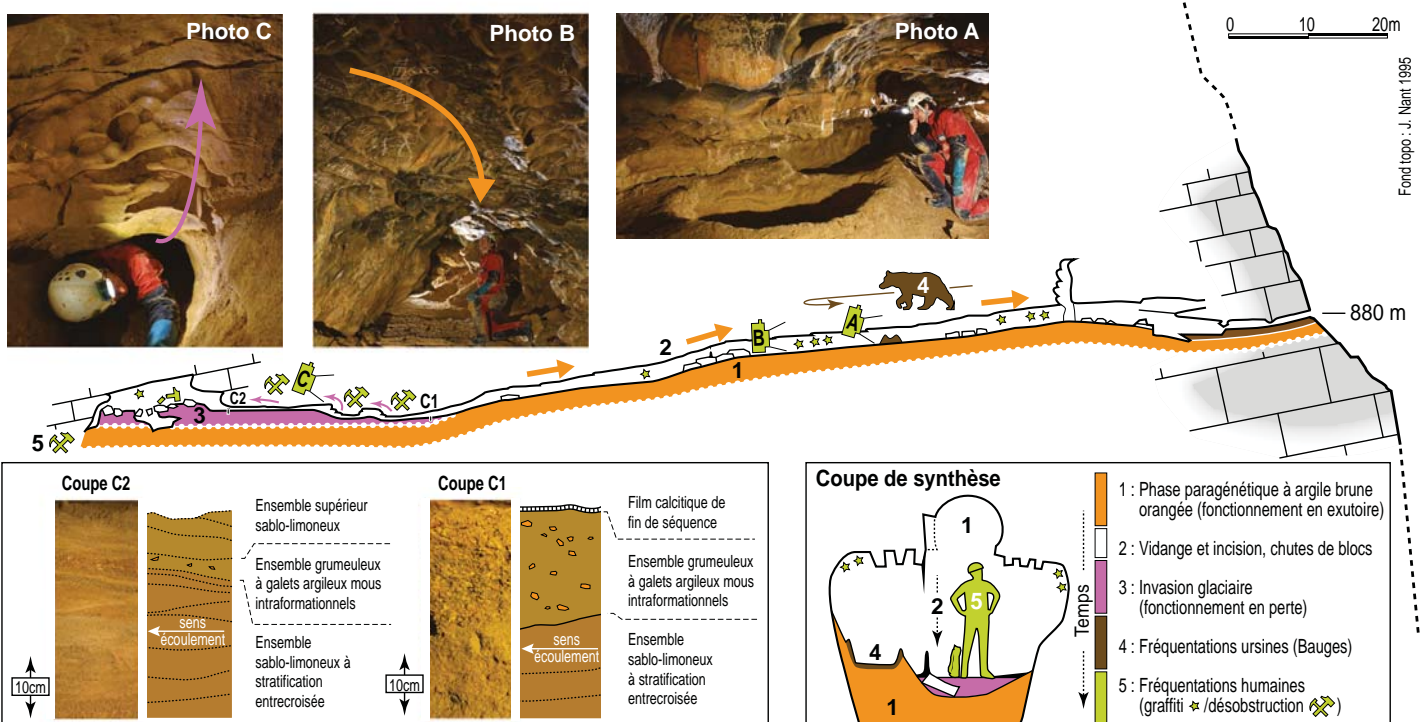 Photo C
Photo B
Photo A
0 10 20m
Fond topo : J. Nant 1995
880 m
4
A
B
2
1
C
C2
C1
3
5
Coupe C2
sens
écoulement
10cm
Ensemble supérieur
sablo-limoneux
Ensemble grumeuleux
à galets argileux mous
intraformationnels
Ensemble
sablo-limoneux à
stratification
entrecroisée
Coupe C1
sens
écoulement
10cm
Film calcitique de
fin de séquence
Ensemble grumeuleux
à galets argileux mous
intraformationnels
Ensemble
sablo-limoneux
à stratification
entrecroisée
Coupe de synthèse
1
2
5
4
1
Temps
1 : Phase paragénétique à argile brune
orangée (fonctionnement en exutoire)
2 : Vidange et incision, chutes de blocs
3 : Invasion glaciaire
(fonctionnement en perte)
4 : Fréquentations ursines (Bauges)
5 : Fréquentations humaines
(graffiti /désobstruction )